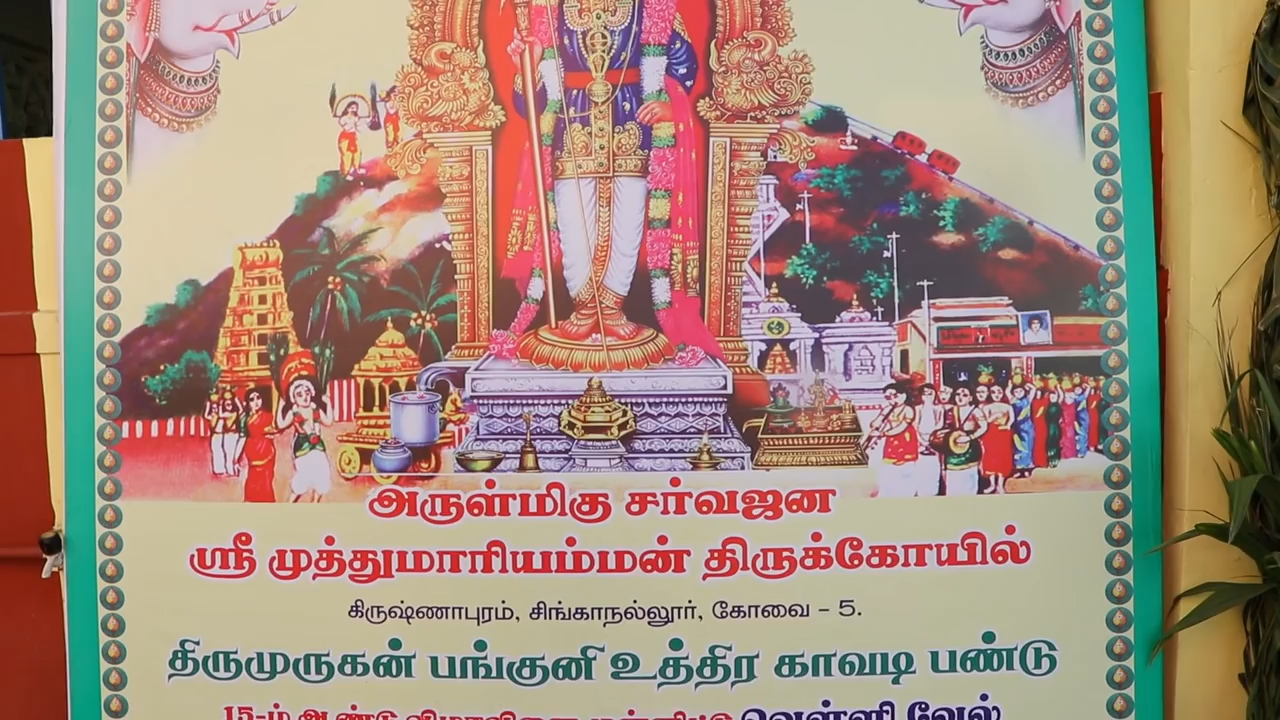 அருள்மிகு சர்வஜன
ஸ்ரீ முத்துமாரியம்மன் திருக்கோயில்
கிருஷ்ணாபுரம், சிங்காநல்லூர், கோவை - 5.
திருமுருகன் பங்குனி உத்திர காவடி பண்டு
15-ம் ஆண்டு விழாவினை முன்னிட்டு வெள்ளி வேல்